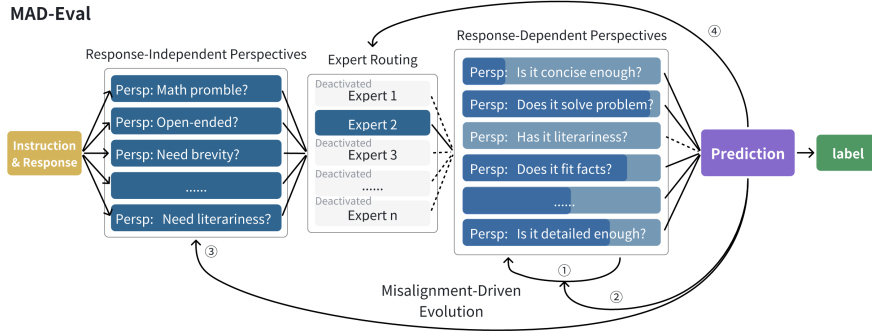 MAD-Eval
Response-Independent Perspectives
Persp: Math promble?
Persp: Open-ended?
Persp: Need brevity?
......
Persp: Need literariness?
Instruction
& Response
Expert Routing
Deactivated
Expert 1
Expert 2
Deactivated
Expert 3
Deactivated
......
Deactivated
Expert n
Response-Dependent Perspectives
Persp: Is it concise enough?
Persp: Does it solve problem?
Persp: Has it literariness?
Persp: Does it fit facts?
......
Persp: Is it detailed enough?
Prediction
label
④
③
①
②
Misalignment-Driven
Evolution